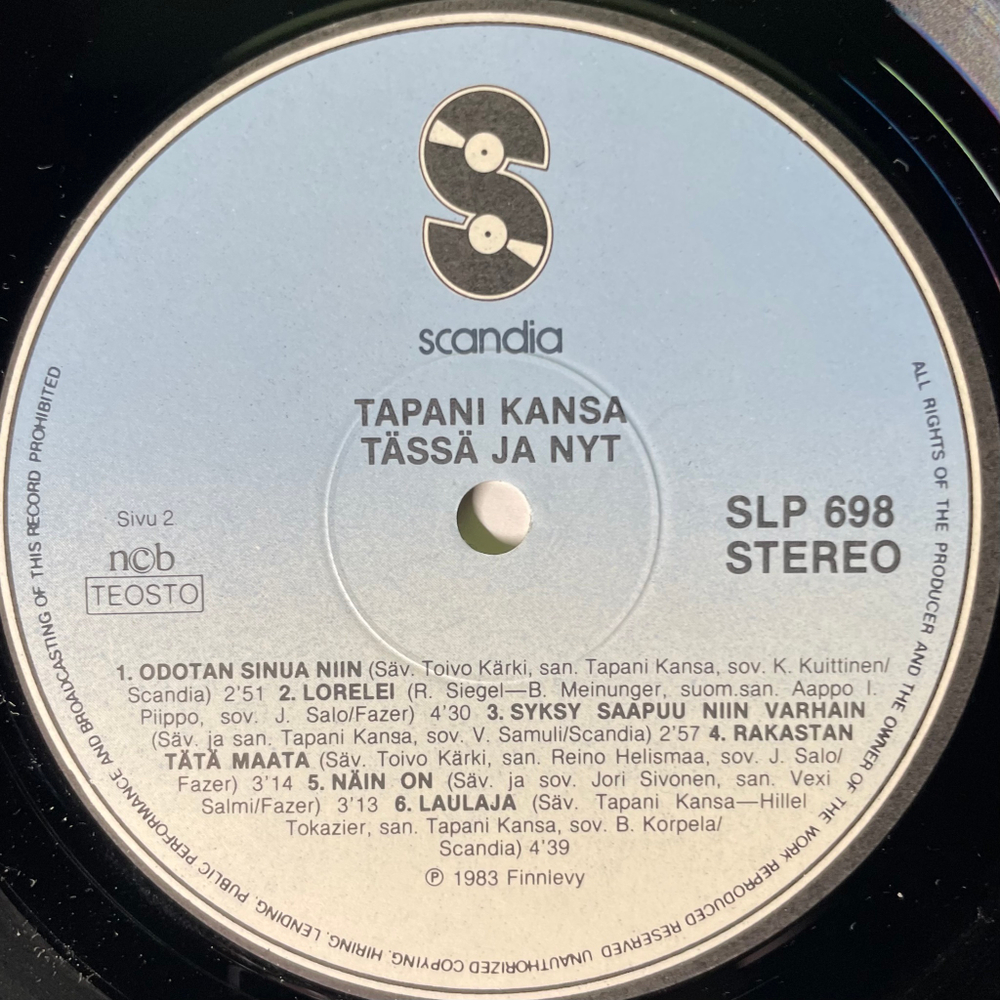 scandia
TAPANI KANSA
TÄSSÄ JA NYT
Sivu 2
ncb
TEOSTO
SLP 698
STEREO
1. ODOTAN SINUA NIIN (Säv. Toivo Kärki, san. Tapani Kansa, sov. K. Kuittinen/
Scandia) 2’51 2. LORELEI (R. Siegel—B. Meinunger, suom.san. Aappo I.
Piippo, sov. J. Salo/Fazer) 4’30 3. SYKSY SAAPUU NIIN VARHAIN
(Säv. ja san. Tapani Kansa, sov. V. Samuli/Scandia) 2’57 4. RAKASTAN
TÄTÄ MAATA (Säv. Toivo Kärki, san. Reino Helismaa, sov. J. Salo/
Fazer) 3’14 5. NÄIN ON (Säv. ja sov. Jori Sivonen, san. Vexi
Salmi/Fazer) 3’13 6. LAULAJA (Säv. Tapani Kansa—Hillel
Tokazier, san. Tapani Kansa, sov. B. Korpela/
Scandia) 4’39
Ⓟ 1983 Finnlevy
ALL RIGHTS OF THE PRODUCER AND THE OWNER OF THE WORK REPRODUCED RESERVED UNAUTHORIZED COPYING, HIRING, LENDING, PUBLIC PERFORMANCE AND BROADCASTING OF THIS RECORD PROHIBITED